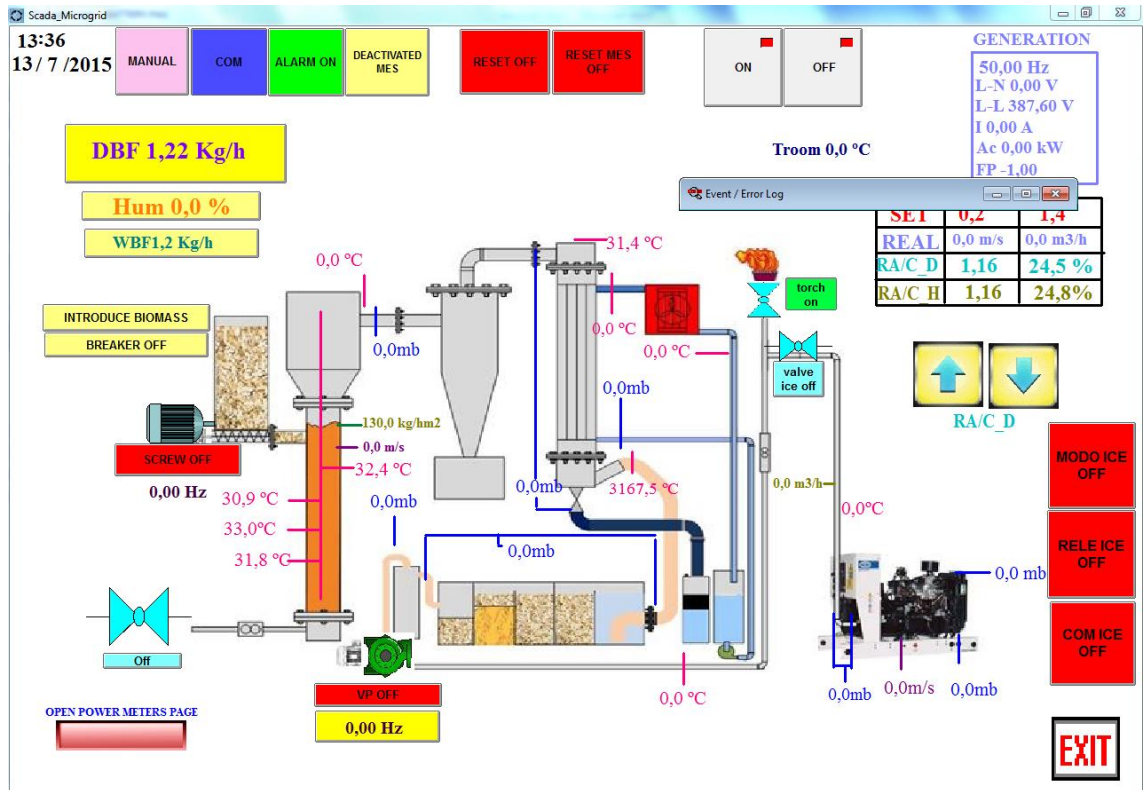 Scada_Microgrid
13:36
13/ 7 /2015
MANUAL
COM
ALARM ON
DEACTIVATED
MES
RESET OFF
RESET MES
OFF
ON
OFF
GENERATION
50,00 Hz
L-N 0,00 V
L-L 387,60 V
I 0,00 A
Ac 0,00 kW
FP -1,00
DBF 1,22 Kg/h
Troom 0,0 ºC
Event / Error Log
Hum 0,0 %
SET 0,2 1,4
WBF1,2 Kg/h
REAL 0,0 m/s 0,0 m3/h
31,4 ºC
0,0 ºC
RA/C_D 1,16 24,5 %
RA/C_H 1,16 24,8%
torch
on
INTRODUCE BIOMASS
BREAKER OFF
0,0 ºC
0,0mb
0,0 ºC
valve
ice off
0,0mb
RA/C_D
130,0 kg/hm2
0,0 m/s
SCREW OFF
32,4 ºC
MODO ICE
OFF
0,00 Hz
30,9 ºC
0,0mb
0,0mb
3167,5 ºC
0,0 m3/h
0,0ºC
33,0ºC
31,8 ºC
0,0mb
RELE ICE
OFF
0,0 mb
COM ICE
OFF
Off
VP OFF
0,0 ºC
0,0mb
0,0m/s
0,0mb
OPEN POWER METERS PAGE
0,00 Hz
EXIT